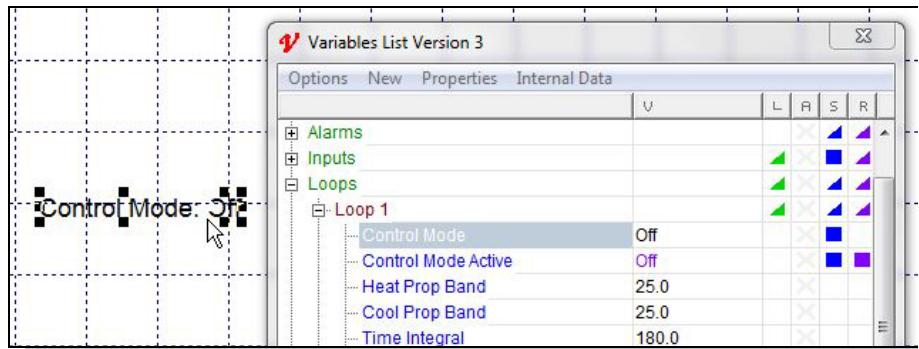 Variables List Version 3
Options New Properties Internal Data
V L A S R
Alarms
Inputs
Loops
Loop 1
Control Mode Off
Control Mode Active Off
Heat Prop Band 25.0
Cool Prop Band 25.0
Time Integral 180.0
Control Mode: Off